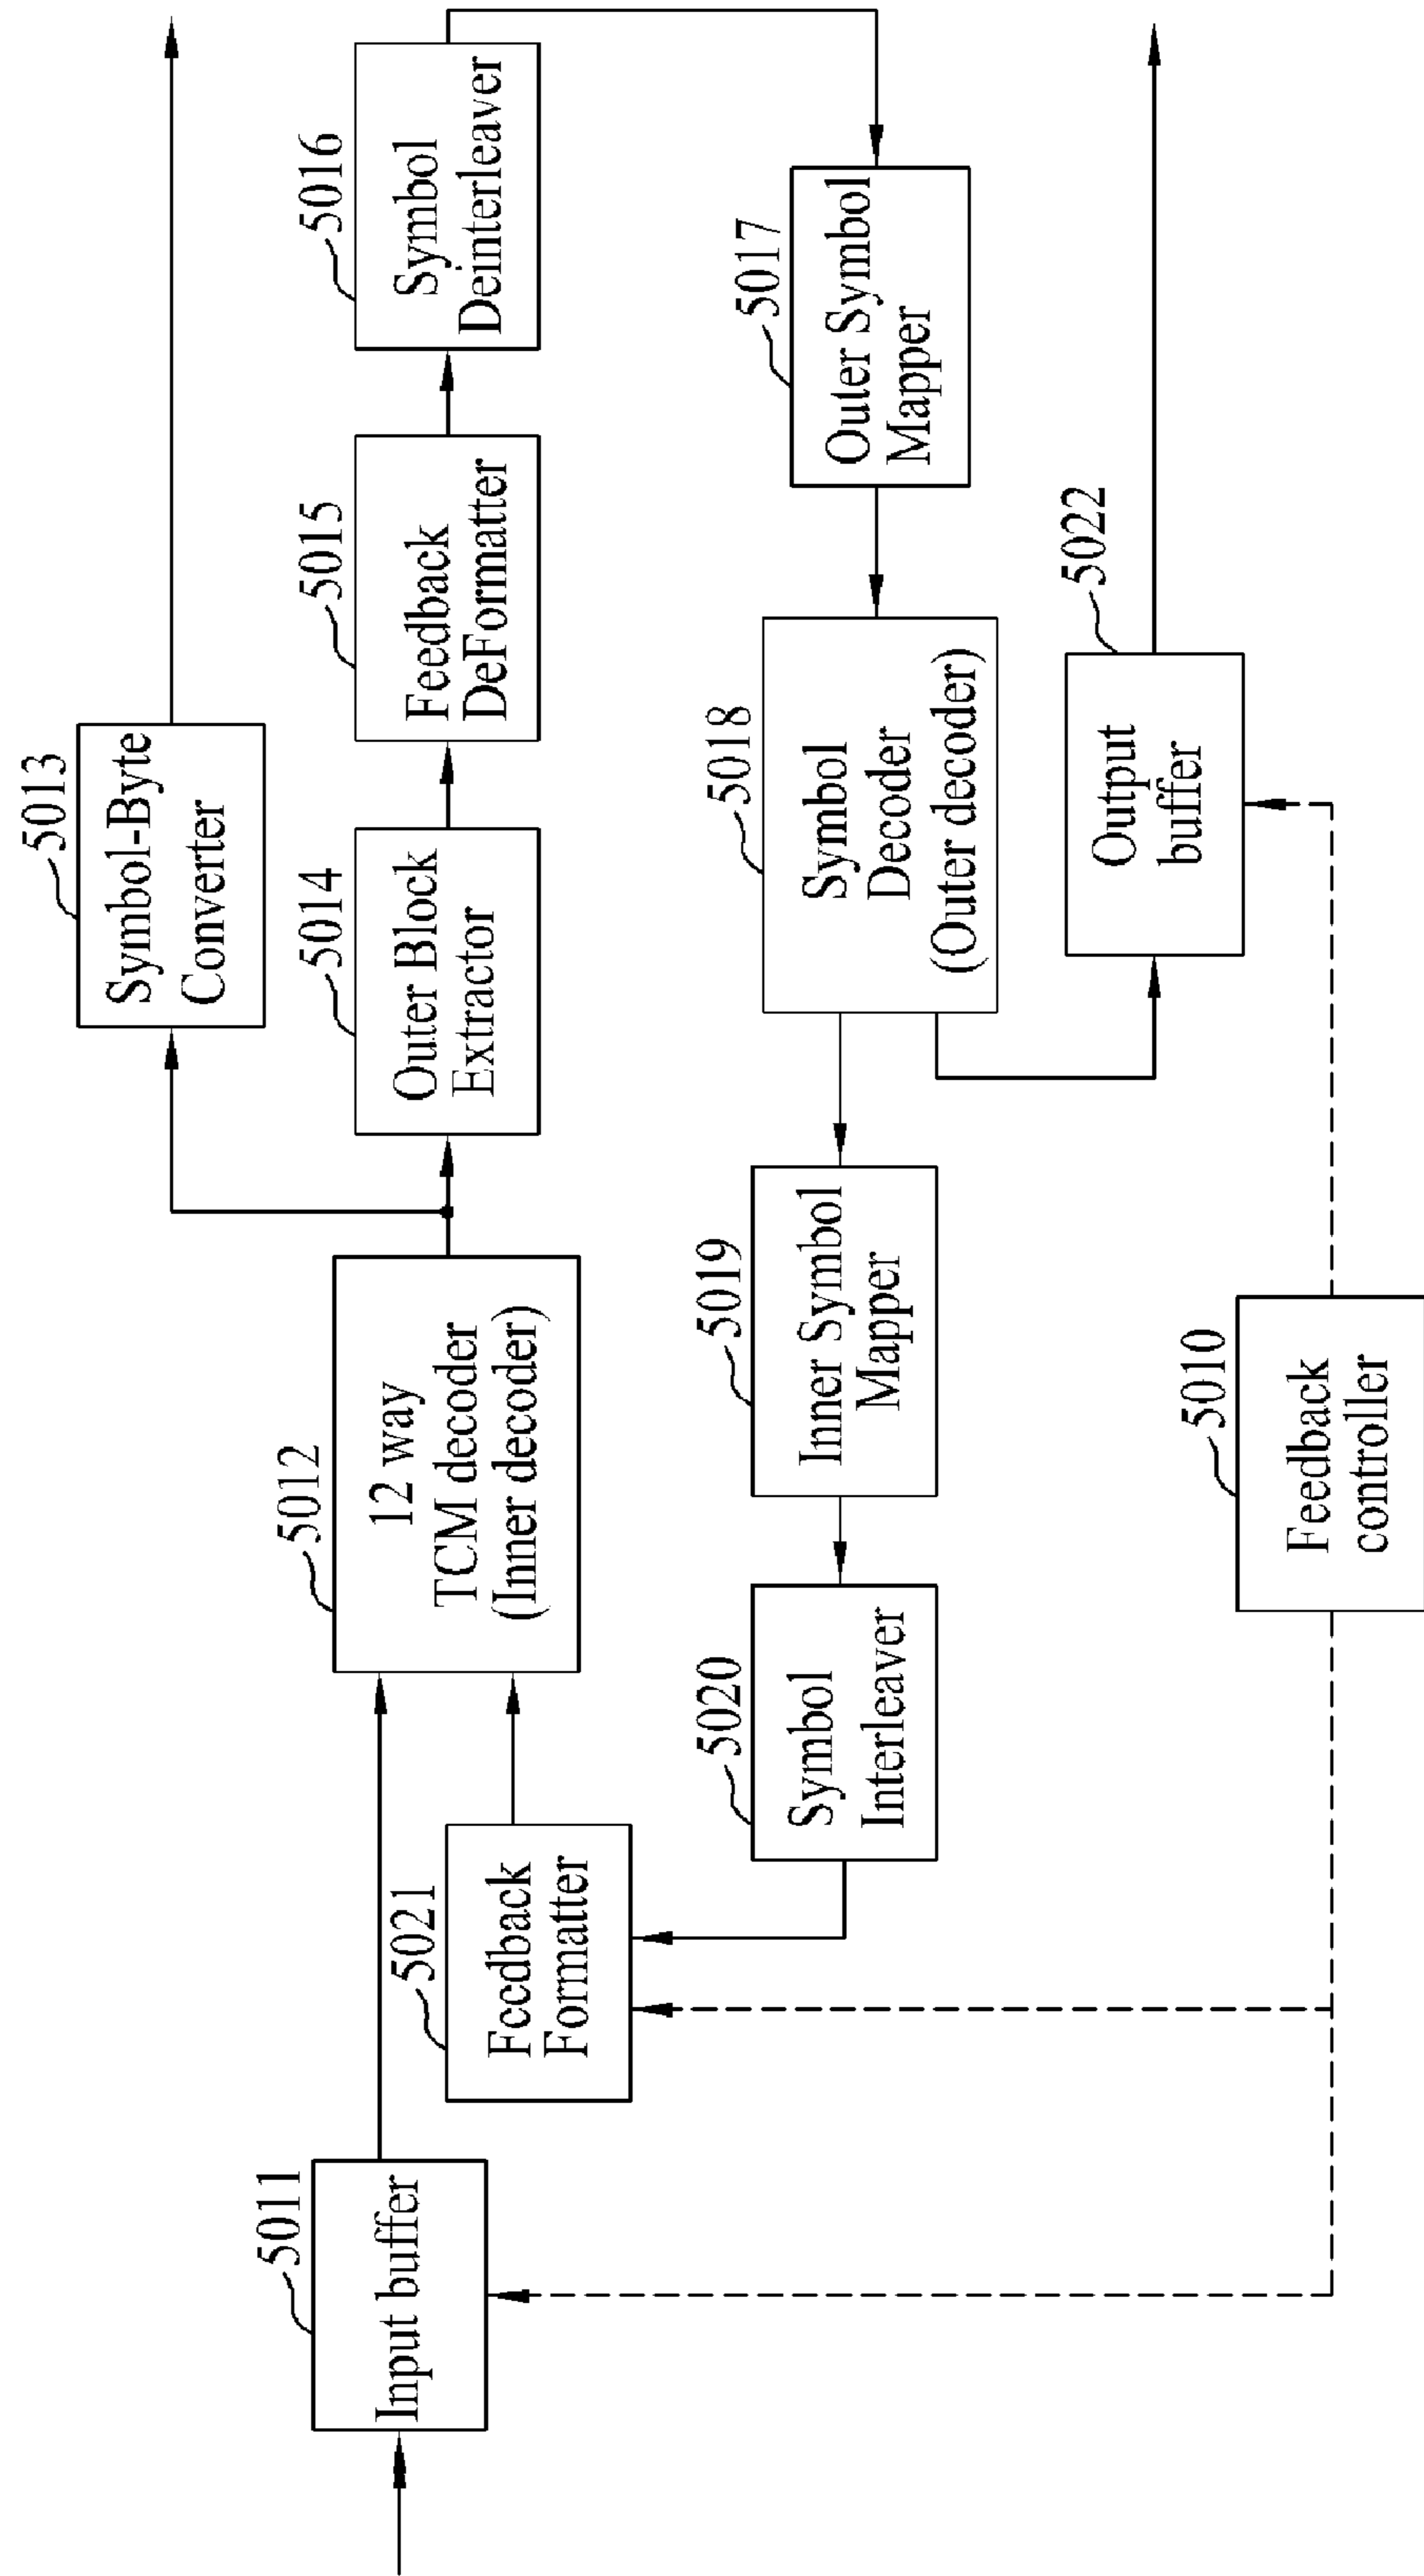 5013
Symbol-Byte
Converter
5012
12 way
TCM decoder
(Inner decoder)
5014
Outer Block
Extractor
5015
Feedback
DeFormatter
5016
Symbol
Deinterleaver
5011
Input buffer
5021
Feedback
Formatter
5020
Symbol
Interleaver
5019
Inner Symbol
Mapper
5018
Symbol
Decoder
(Outer decoder)
5017
Outer Symbol
Mapper
5022
Output
buffer
5010
Feedback
controller